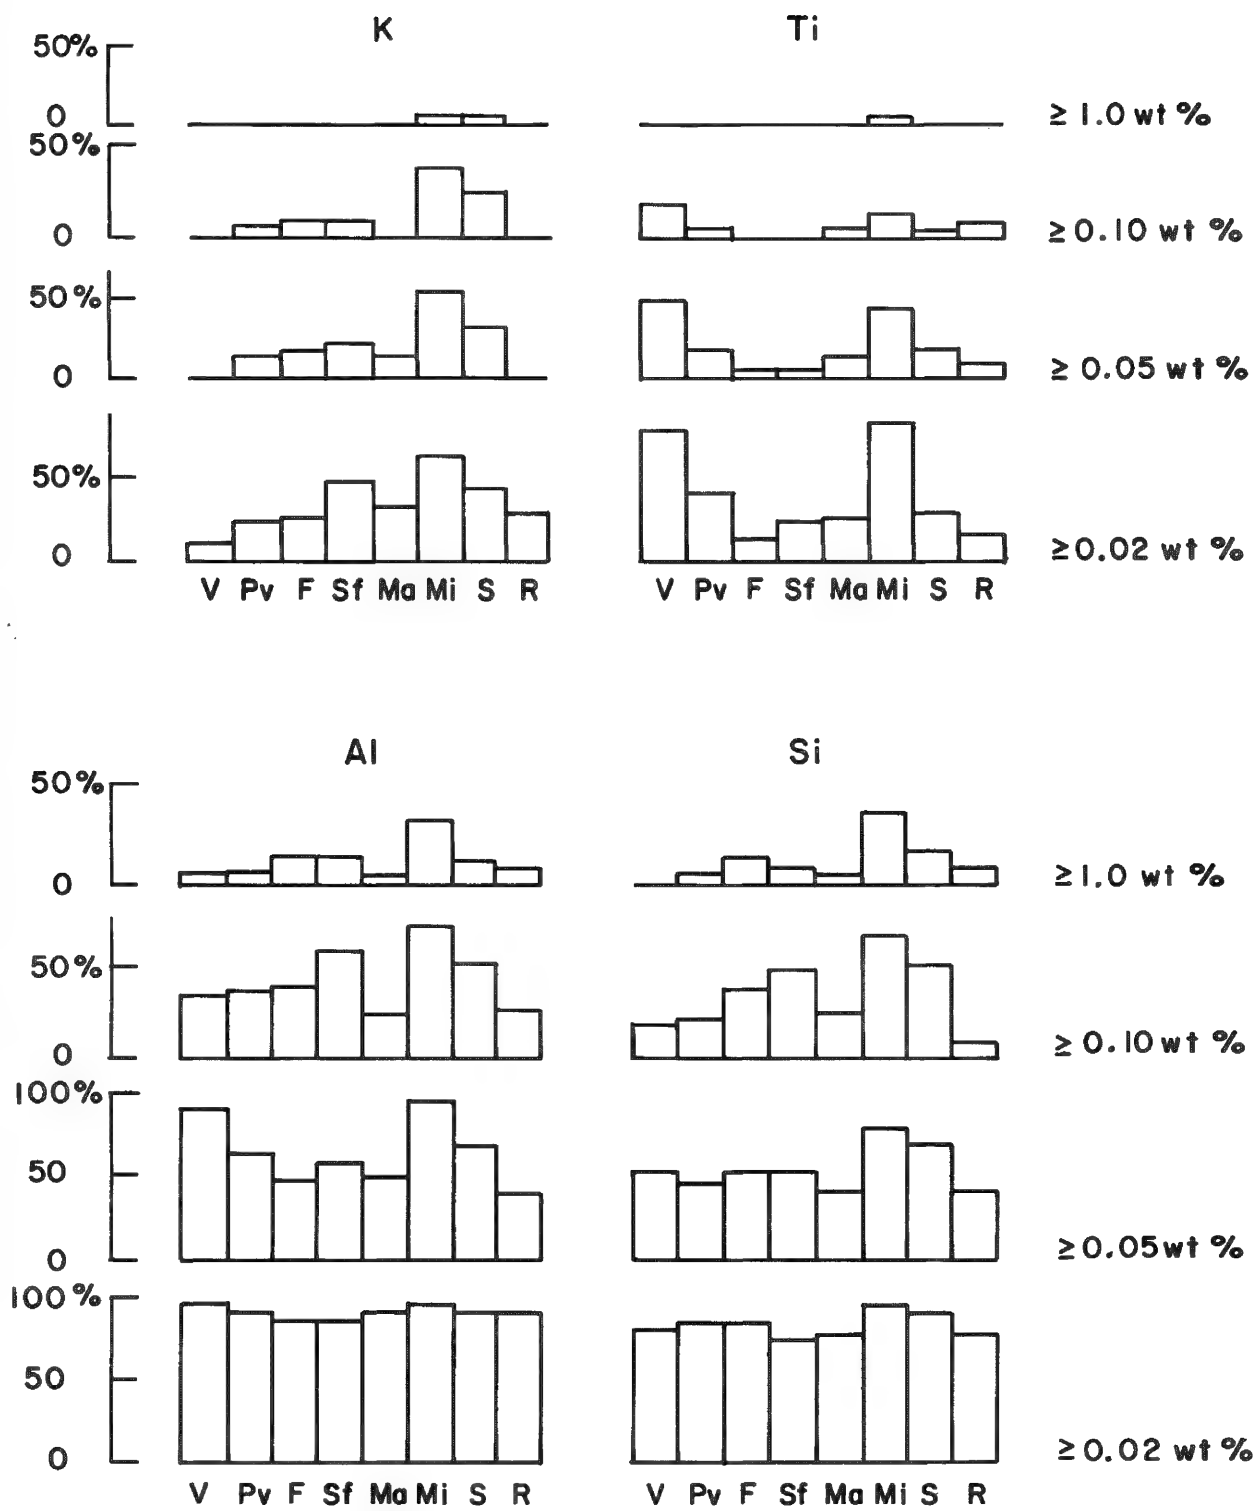 K Ti
50%
0 ≥ 1.0 wt %
50%
0 ≥ 0.10 wt %
50%
0 ≥ 0.05 wt %
50%
0 ≥0.02 wt %
V Pv F Sf Ma Mi S R V Pv F Sf Ma Mi S R
Al Si
50%
0 ≥1.0 wt %
50%
0 ≥ 0.10 wt %
100%
50
0 ≥0.05 wt %
100%
50
0 ≥0.02 wt %
V Pv F Sf Ma Mi S R V Pv F Sf Ma Mi S R